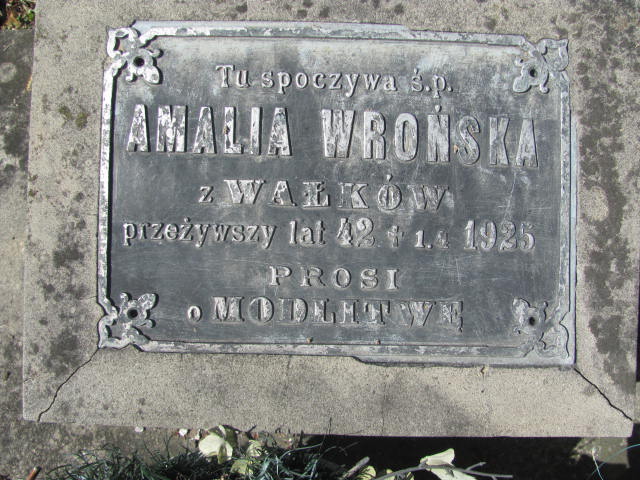 Tu spoczywa ś.p.
AMALIA WROŃSKA
z WAŁKÓW
przeżywszy lat 42 † 1.4 1925
PROSI
o MODLITWĘ